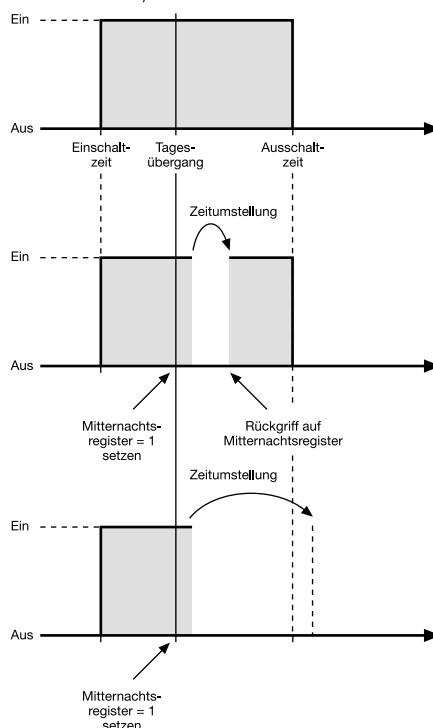 Ein
Aus
Einschalt-
zeit
Tages-
übergang
Ausschalt-
zeit
Zeitumstellung
Ein
Aus
Mitternachts-
register = 1
setzen
Rückgriff auf
Mitternachtsregister
Zeitumstellung
Ein
Aus
Mitternachts-
register = 1
setzen